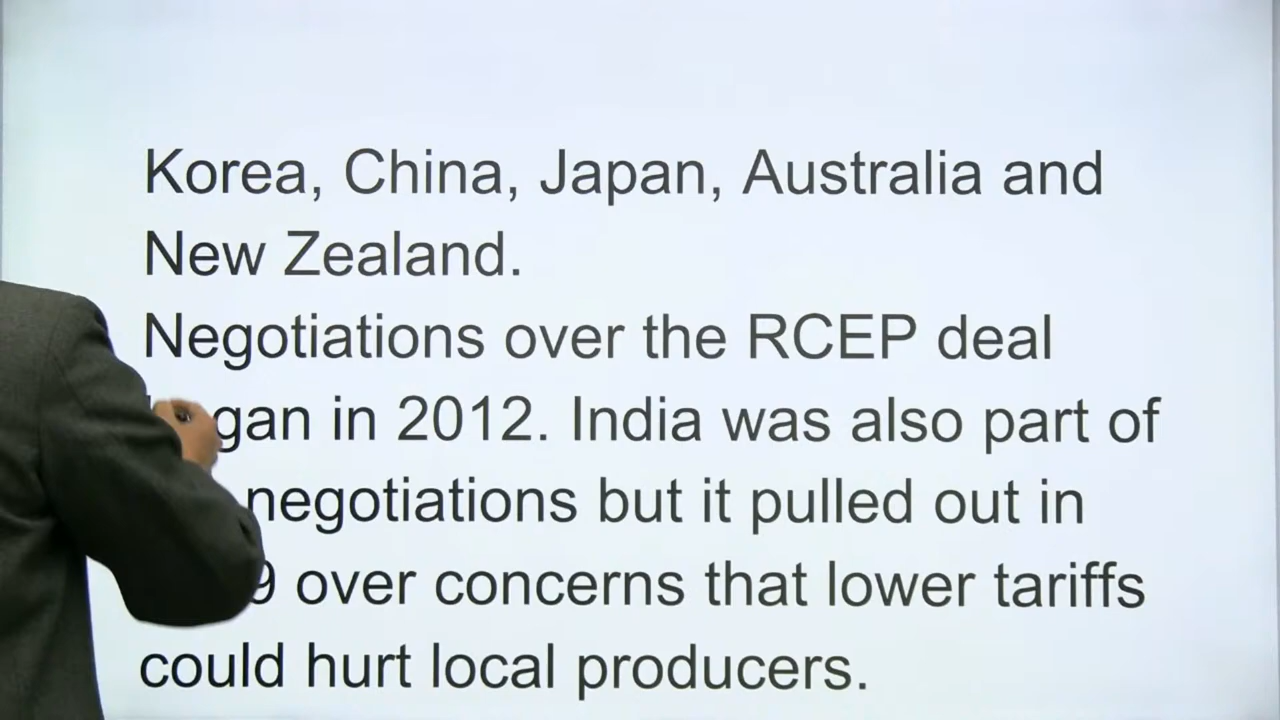 Korea, China, Japan, Australia and
New Zealand.
Negotiations over the RCEP deal
in 2012. India was also part of
negotiations but it pulled out in
over concerns that lower tariffs
could hurt local producers.